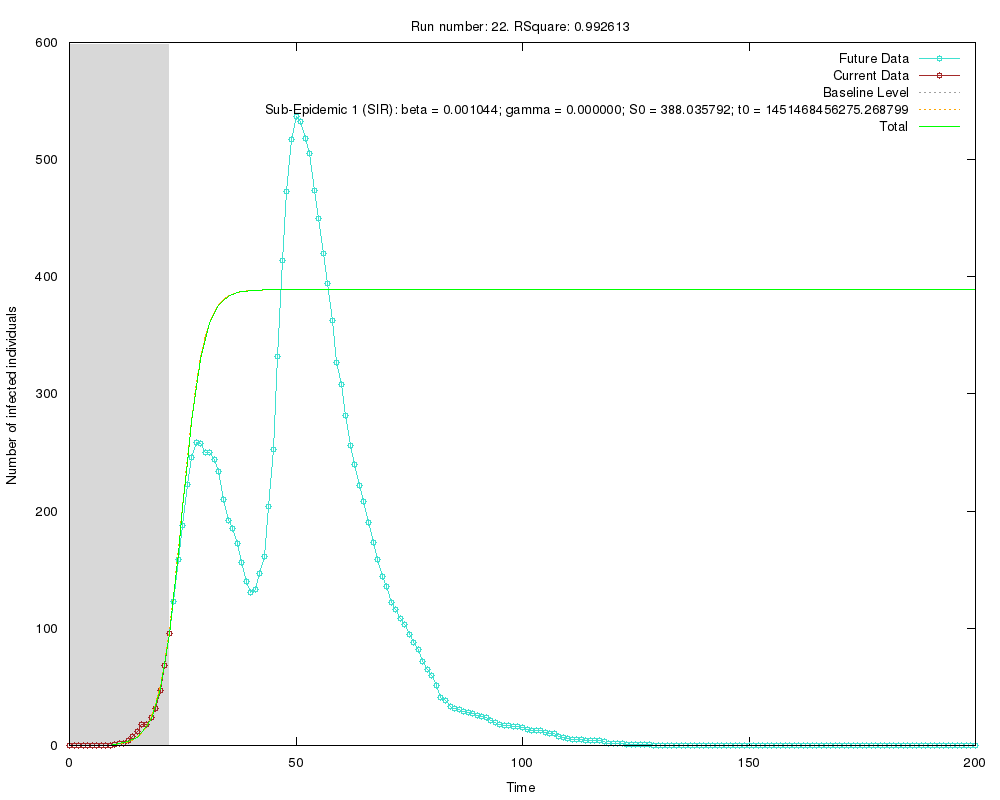 Run number: 22. RSquare: 0.992613
600
500
400
300
200
100
0
Number of infected individuals
Future Data
Current Data
Baseline Level
Sub-Epidemic 1 (SIR): beta = 0.001044; gamma = 0.000000; S0 = 388.035792; t0 = 1451468456275.268799
Total
0
50
100
150
200
Time